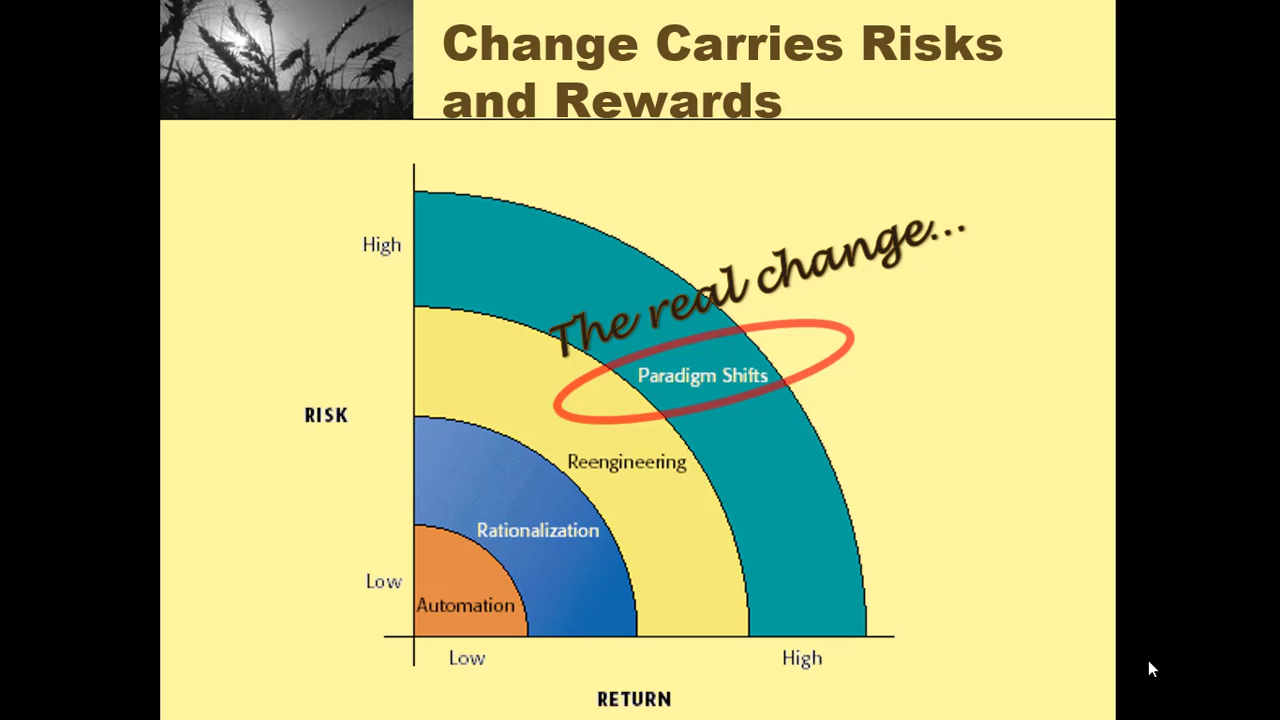 Change Carries Risks
and Rewards
High
The real change...
Paradigm Shifts
RISK
Reengineering
Rationalization
Low
Automation
Low
High
RETURN